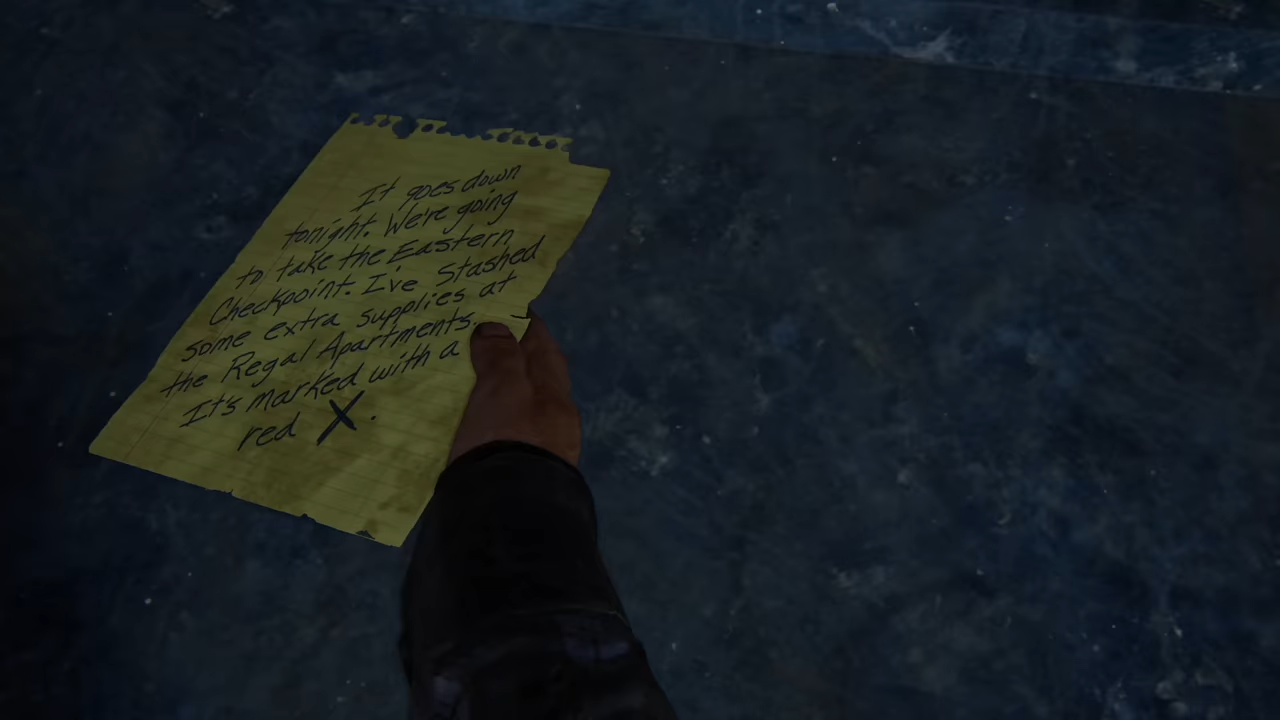 It goes down
tonight. We're going
to take the Eastern
Checkpoint. I've stashed
some extra supplies at
the Regal Apartments.
It's marked with a
red X.